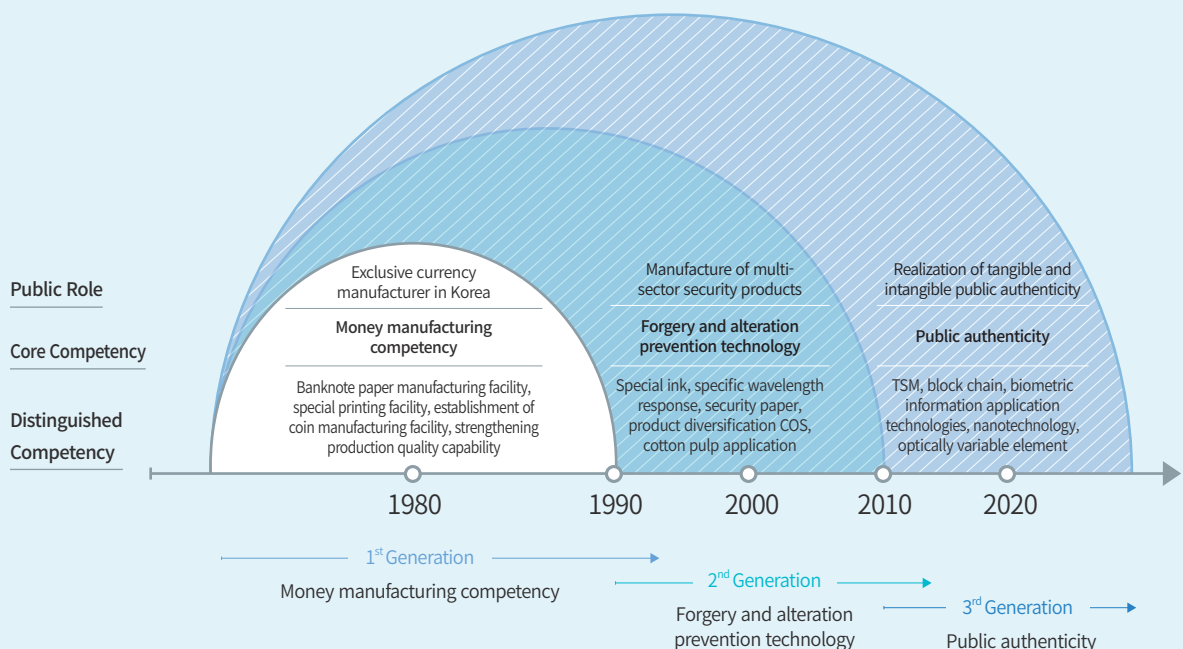 Public Role
Exclusive currency
manufacturer in Korea
Manufacture of multi-
sector security products
Realization of tangible and
intangible public authenticity
Core Competency
Money manufacturing
competency
Forgery and alteration
prevention technology
Public authenticity
Distinguished
Competency
Banknote paper manufacturing facility,
special printing facility, establishment of
coin manufacturing facility, strengthening
production quality capability
Special ink, specific wavelength
response, security paper,
product diversification COS,
cotton pulp application
TSM, block chain, biometric
information application
technologies, nanotechnology,
optically variable element
1980
1990
2000
2010
2020
1st Generation
Money manufacturing competency
2nd Generation
Forgery and alteration
prevention technology
3rd Generation
Public authenticity